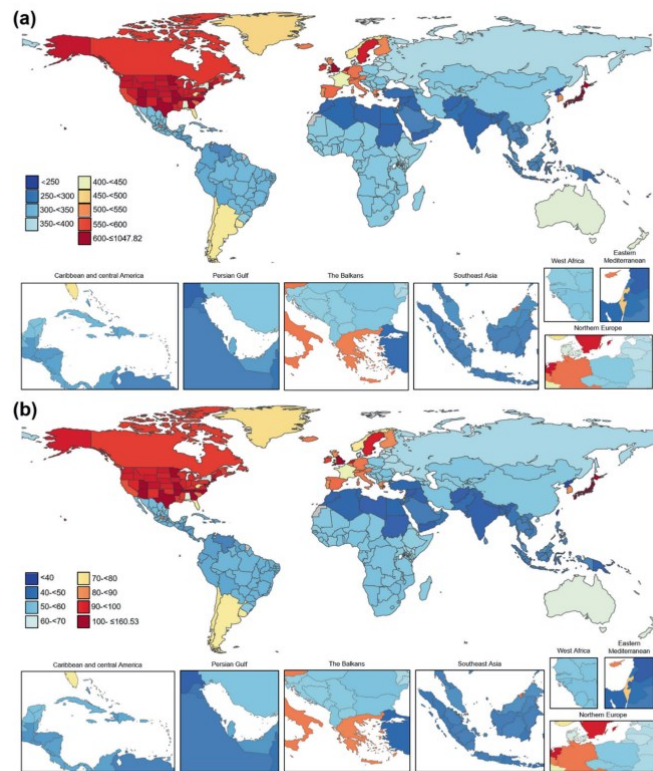 (a)
<250
250-<300
300-<350
350-<400
400-<450
450-<500
500-<550
550-<600
600-≤1047.82
Caribbean and central America
Persian Gulf
The Balkans
Southeast Asia
West Africa
Eastern
Mediterranean
Northern Europe
(b)
<40
40-<50
50-<60
60-<70
70-<80
80-<90
90-<100
100- ≤160.53
Caribbean and central America
Persian Gulf
The Balkans
Southeast Asia
West Africa
Eastern
Mediterranean
Northern Europe